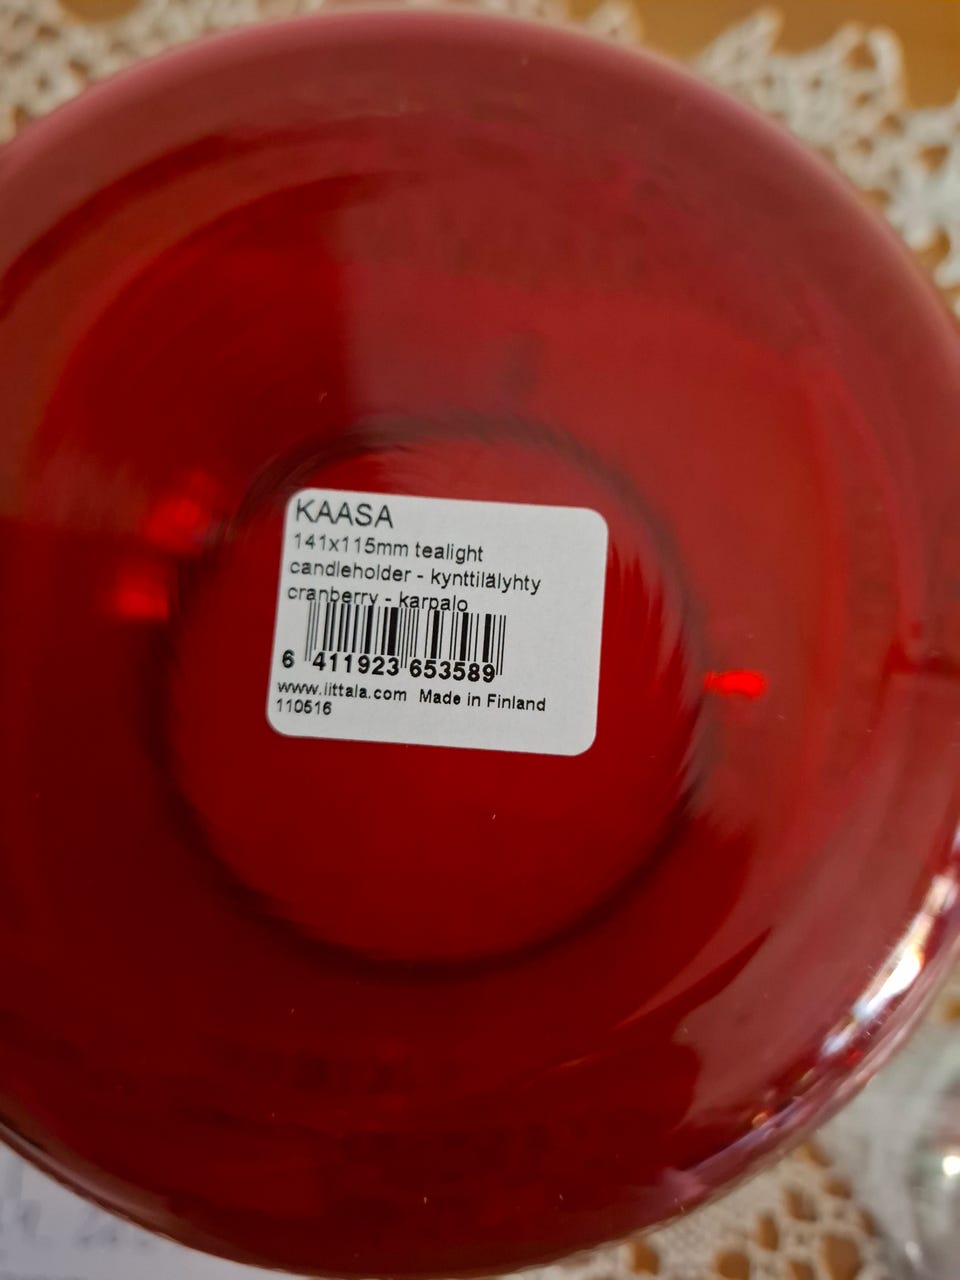 KAASA
141x115mm tealight
candleholder - kynttilälyhty
cranberry - karpalo
6 411923 653589
www.iittala.com Made in Finland
110516